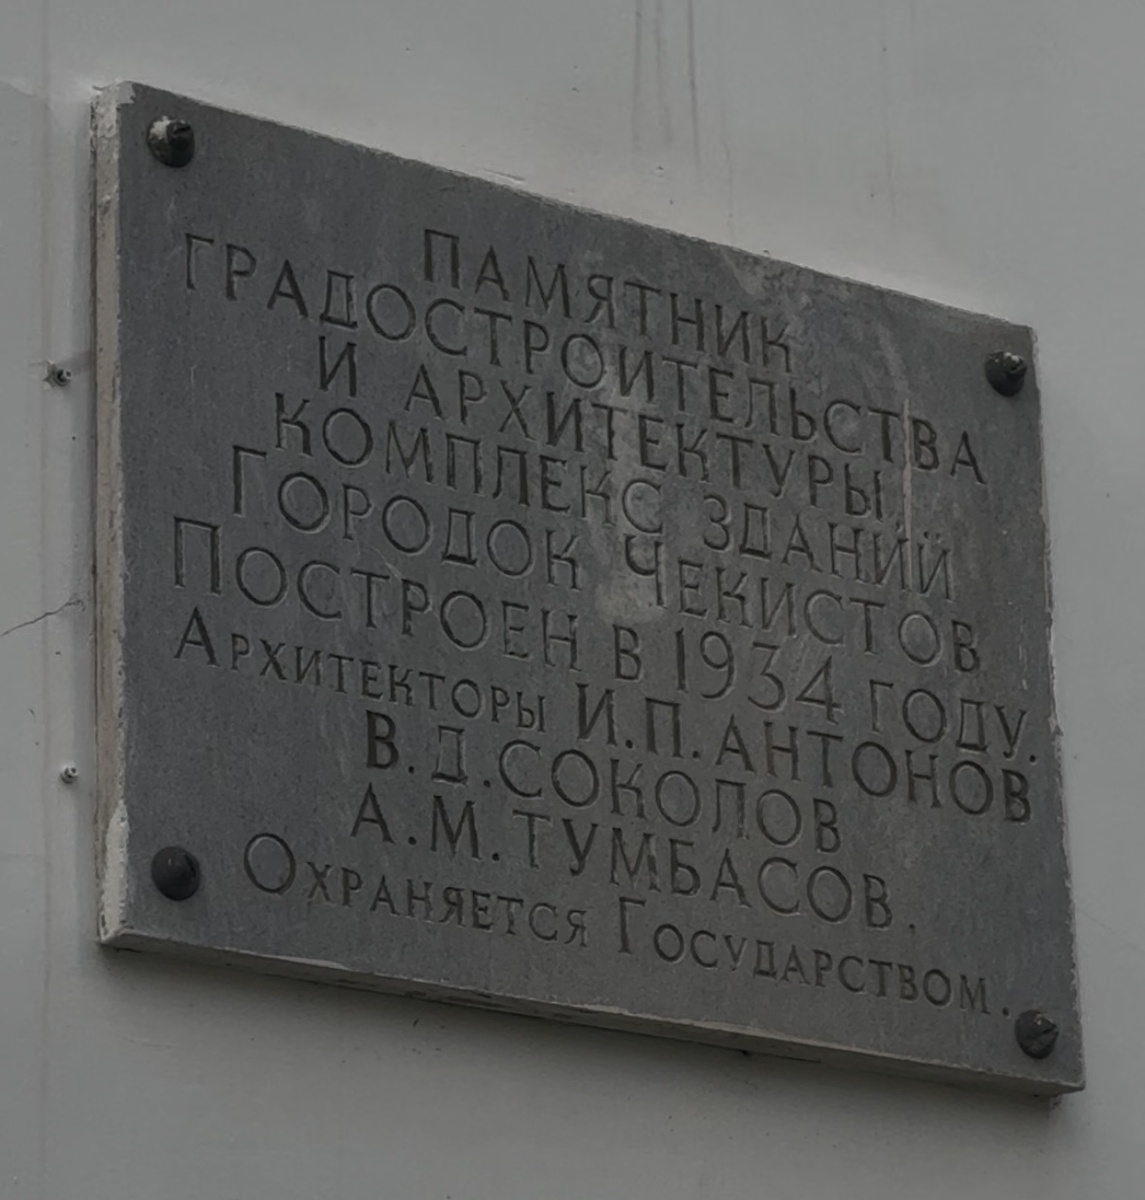 ПАМЯТНИК
ГРАДОСТРОИТЕЛЬСТВА
И АРХИТЕКТУРЫ
КОМПЛЕКС ЗДАНИЙ
ГОРОДОК ЧЕКИСТОВ
ПОСТРОЕН В 1934 ГОДУ.
АРХИТЕКТОРЫ И.П. АНТОНОВ
В.Д. СОКОЛОВ
А.М. ТУМБАСОВ.
ОХРАНЯЕТСЯ ГОСУДАРСТВОМ.